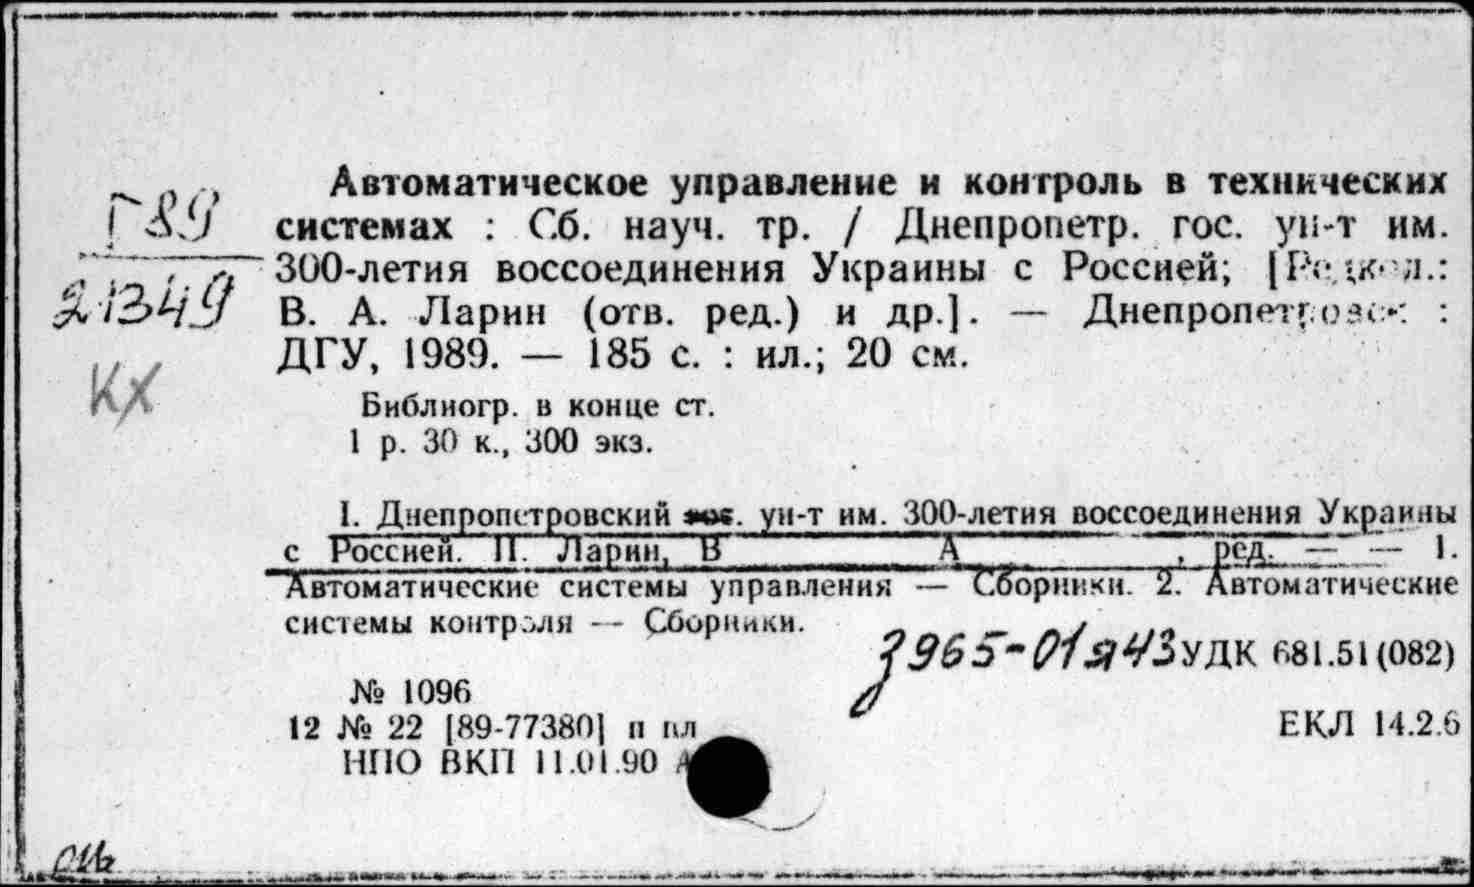 Автоматическое управление и контроль в технических
Г89 системах : Сб. науч. тр. / Днепропетр. гос. ун-т им.
300-летия воссоединения Украины с Россией; [Редкол.:
21349 В. А. Ларин (отв. ред.) и др.]. — Днепропетровск :
ДГУ, 1989. — 185 с. : ил.; 20 см.
КХ
Библиогр. в конце ст.
1 р. 30 к., 300 экз.
I. Днепропетровский гос. ун-т им. 300-летия воссоединения Украины
с Россией. II. Ларин, В А , ред. — — 1.
Автоматические системы управления — Сборники. 2. Автоматические
системы контроля — Сборники.
З965-01я43 УДК 681.51(082)
№ 1096
12 № 22 [89-77380] п пл
ЕКЛ 14.2.6
НПО ВКП 11.01.90